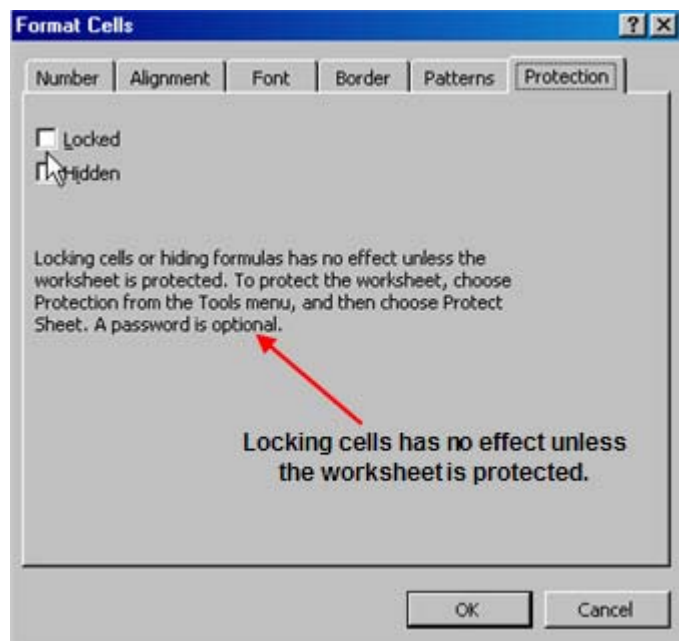 Format Cells
Number Alignment Font Border Patterns Protection
Locked
Hidden
Locking cells or hiding formulas has no effect unless the
worksheet is protected. To protect the worksheet, choose
Protection from the Tools menu, and then choose Protect
Sheet. A password is optional.
Locking cells has no effect unless
the worksheet is protected.
OK Cancel